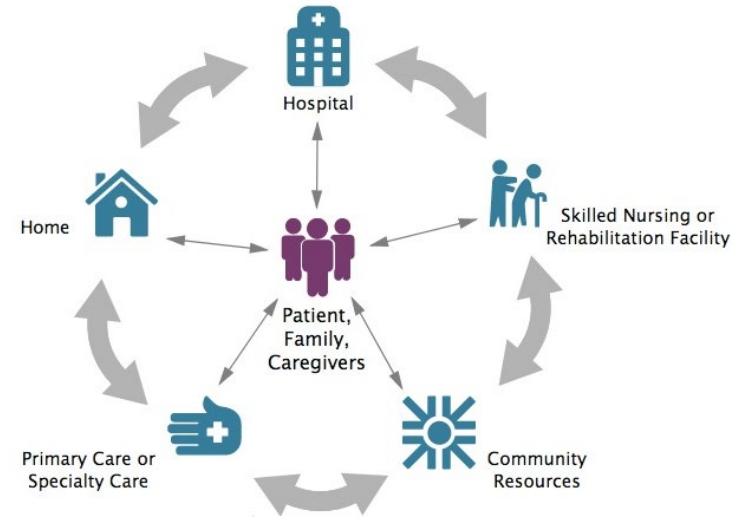 Hospital
Home
Skilled Nursing or
Rehabilitation Facility
Patient,
Family,
Caregivers
Primary Care or
Specialty Care
Community
Resources